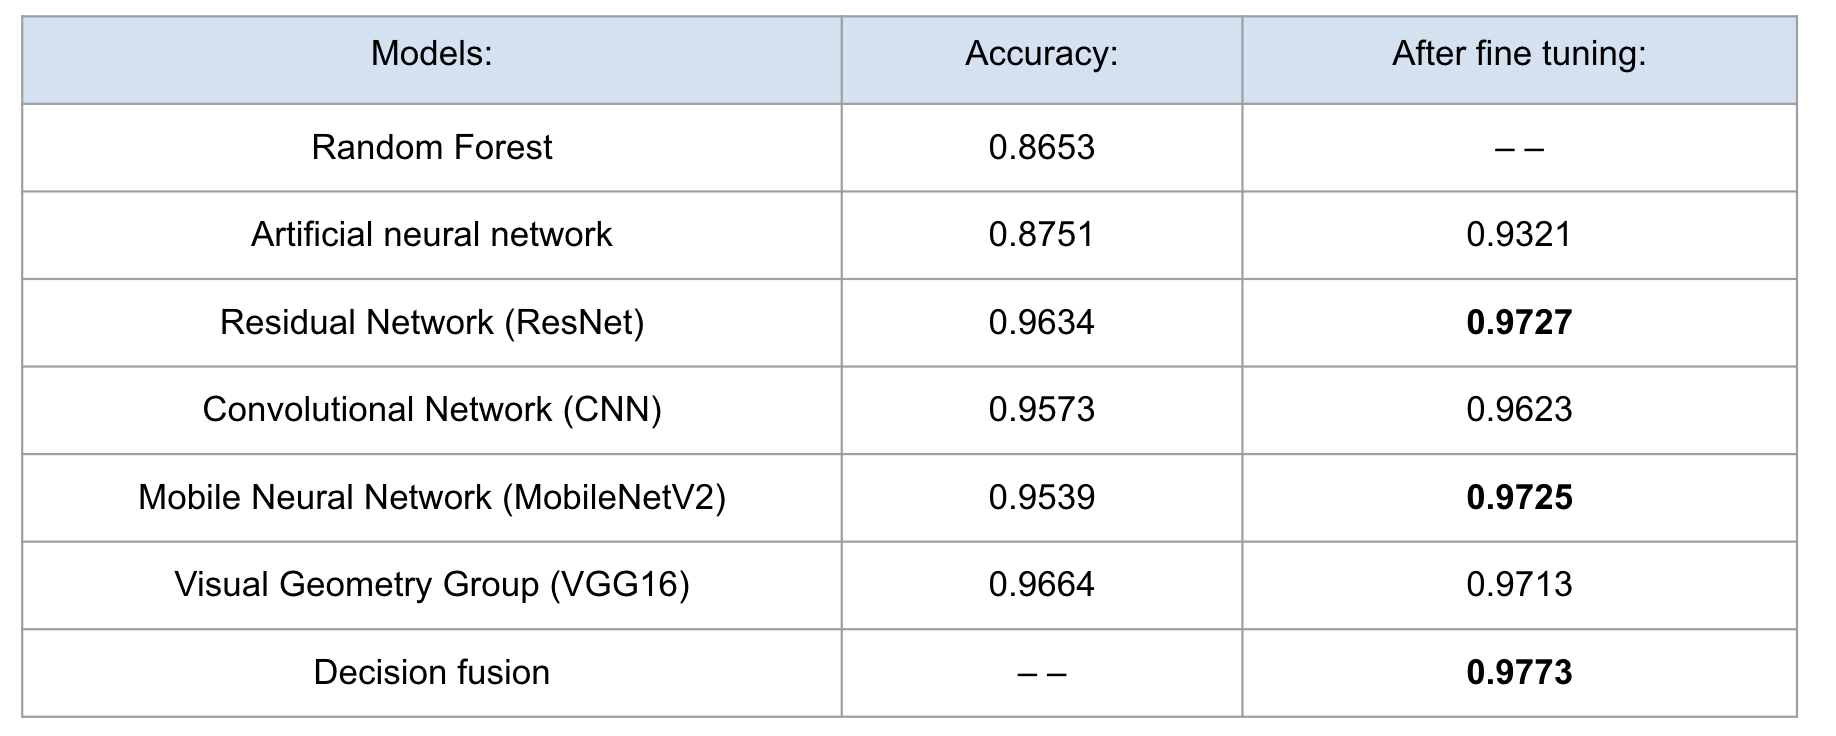 Models: Accuracy: After fine tuning:
Random Forest 0.8653 – –
Artificial neural network 0.8751 0.9321
Residual Network (ResNet) 0.9634 0.9727
Convolutional Network (CNN) 0.9573 0.9623
Mobile Neural Network (MobileNetV2) 0.9539 0.9725
Visual Geometry Group (VGG16) 0.9664 0.9713
Decision fusion – – 0.9773